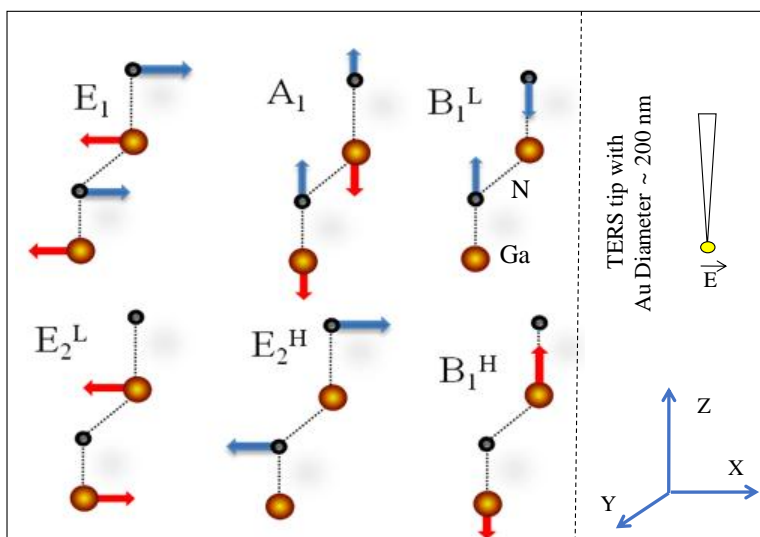 E₁
A₁
B₁ᴸ
N
Ga
E₂ᴸ
E₂ᴴ
B₁ᴴ
TERS tip with
Au Diameter ~ 200 nm
E
Z
X
Y